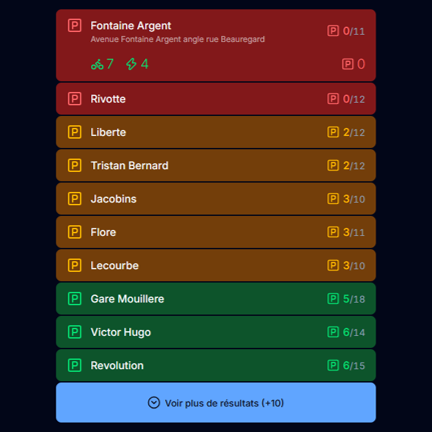 P Fontaine Argent P 0/11
Avenue Fontaine Argent angle rue Beauregard
7 4 P 0
P Rivotte P 0/12
P Liberte P 2/12
P Tristan Bernard P 2/12
P Jacobins P 3/10
P Flore P 3/11
P Lecourbe P 3/10
P Gare Mouillere P 5/18
P Victor Hugo P 6/14
P Revolution P 6/15
Voir plus de résultats (+10)